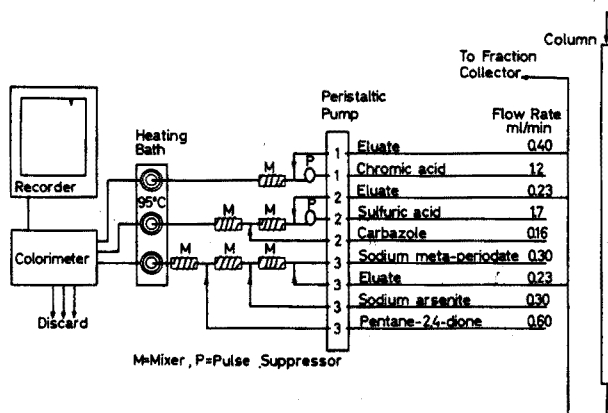 Column
To Fraction
Collector
Peristaltic
Pump
Flow Rate
ml/min
Heating
Bath
Recorder
95°C
Colorimeter
Discard
M
P
1 Eluate 0.40
1 Chromic acid 1.2
2 Eluate 0.23
M M P
2 Sulfuric acid 1.7
2 Carbazole 0.16
M M M
3 Sodium meta-periodate 0.30
3 Eluate 0.23
3 Sodium arsenite 0.30
3 Pentane-2,4-dione 0.60
M=Mixer, P=Pulse Suppressor